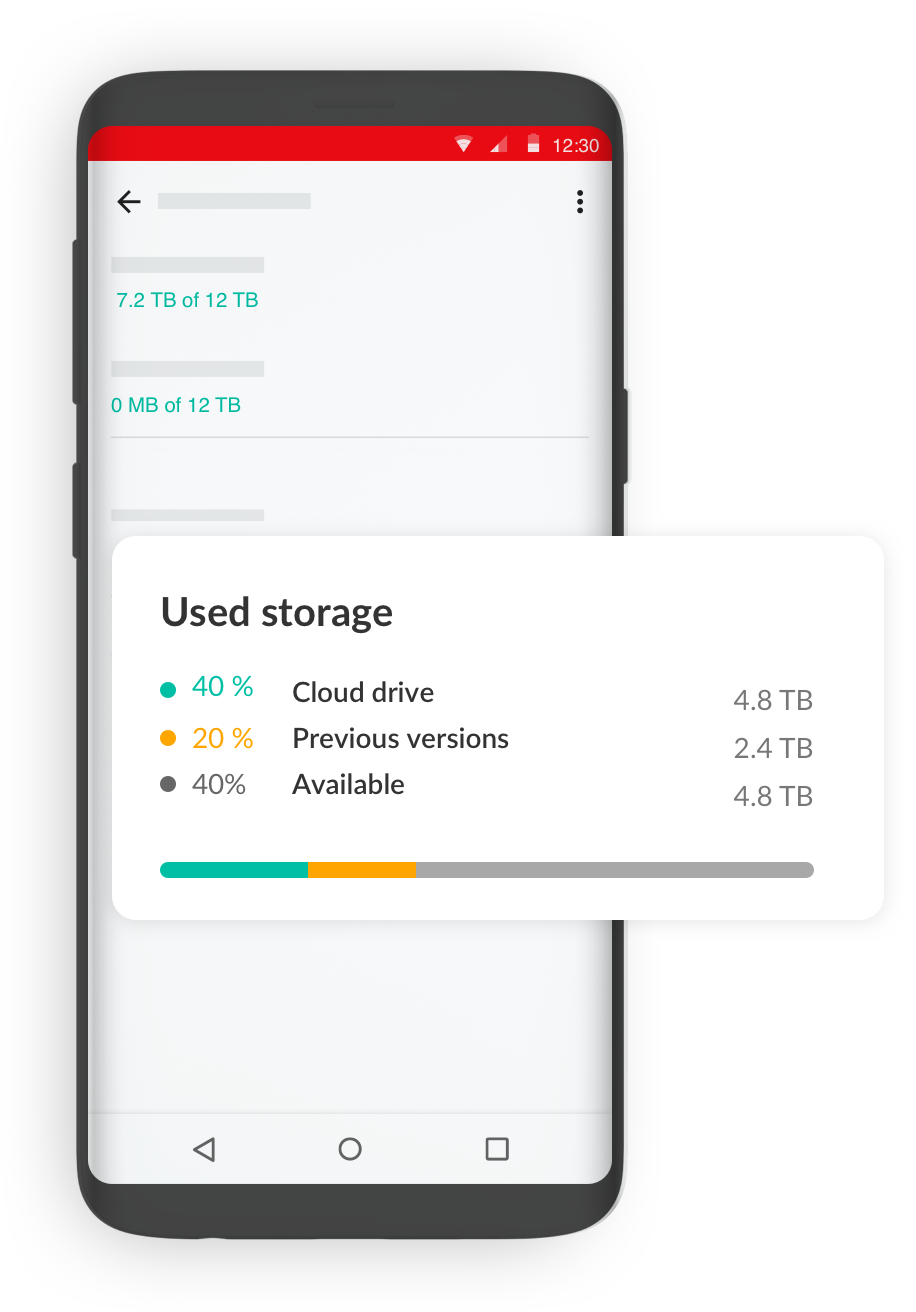 12:30
7.2 TB of 12 TB
0 MB of 12 TB
Used storage
40 % Cloud drive 4.8 TB
20 % Previous versions 2.4 TB
40% Available 4.8 TB